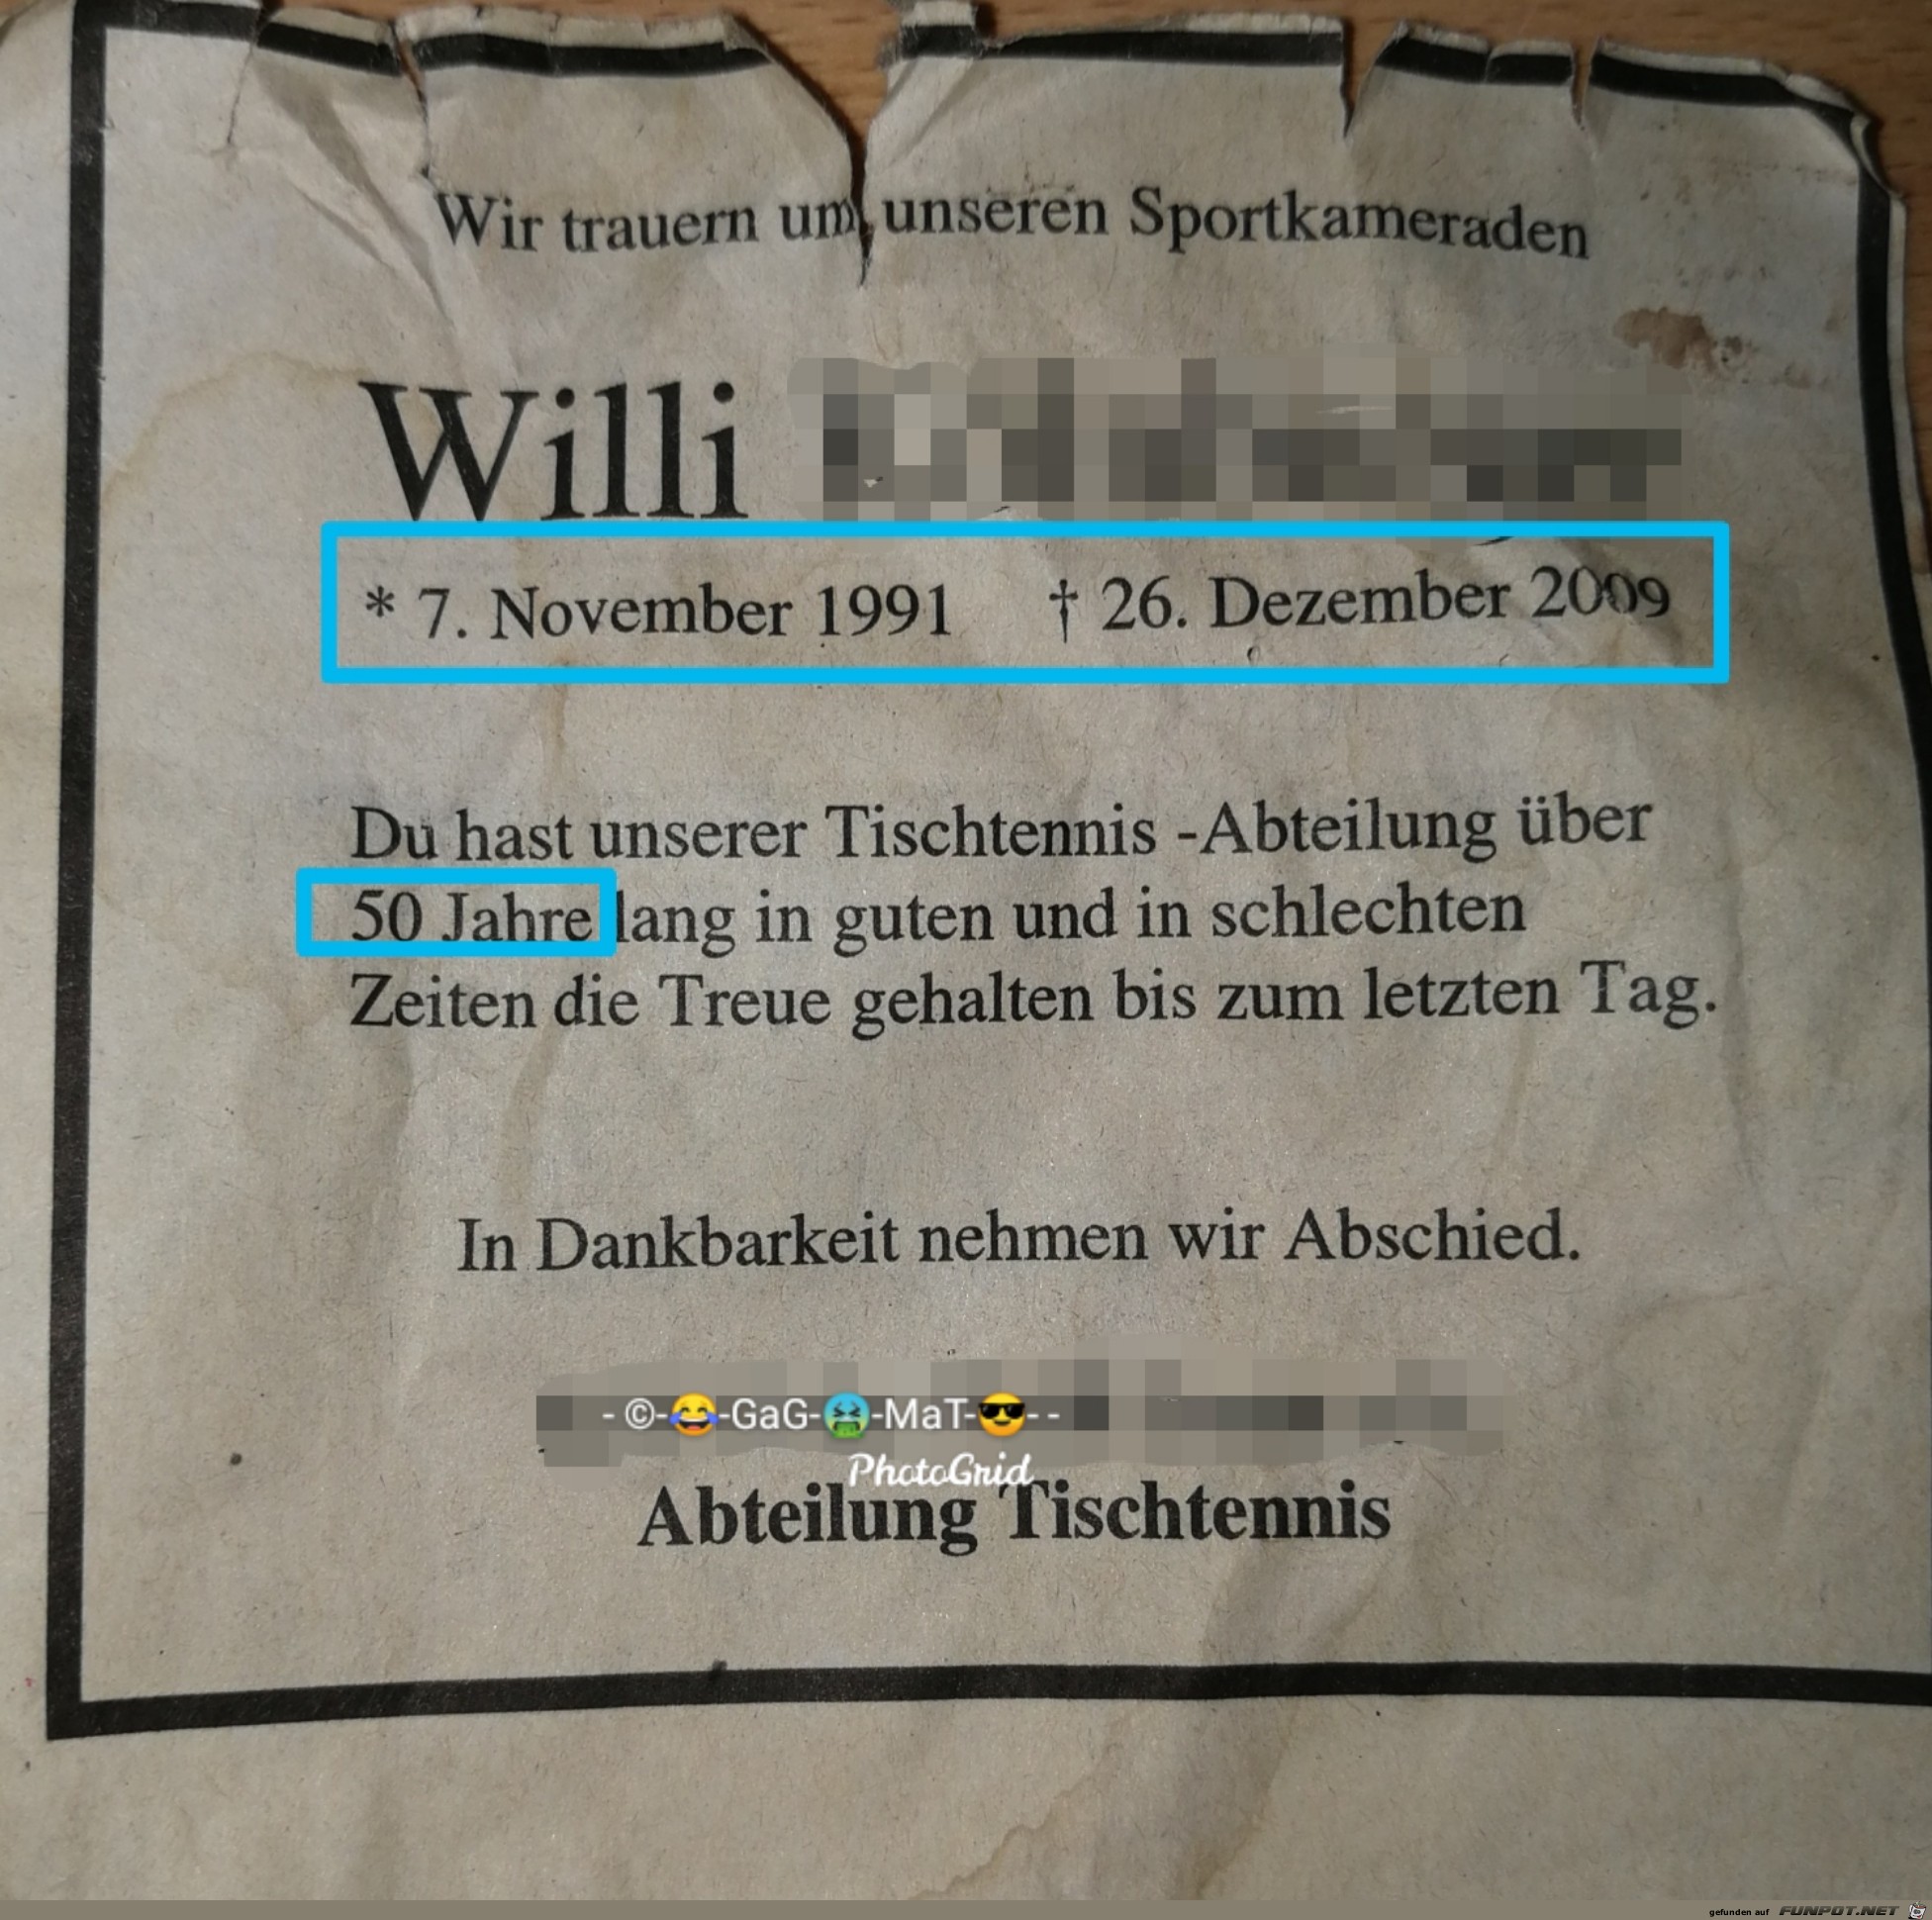 Wir trauern um unseren Sportkameraden
Willi
* 7. November 1991 † 26. Dezember 2009
Du hast unserer Tischtennis -Abteilung über
50 Jahre lang in guten und in schlechten
Zeiten die Treue gehalten bis zum letzten Tag.
In Dankbarkeit nehmen wir Abschied.
- ©-😂-GaG-🤮-MaT-😎- -
PhotoGrid
Abteilung Tischtennis
gefunden auf FUNPOT.NET